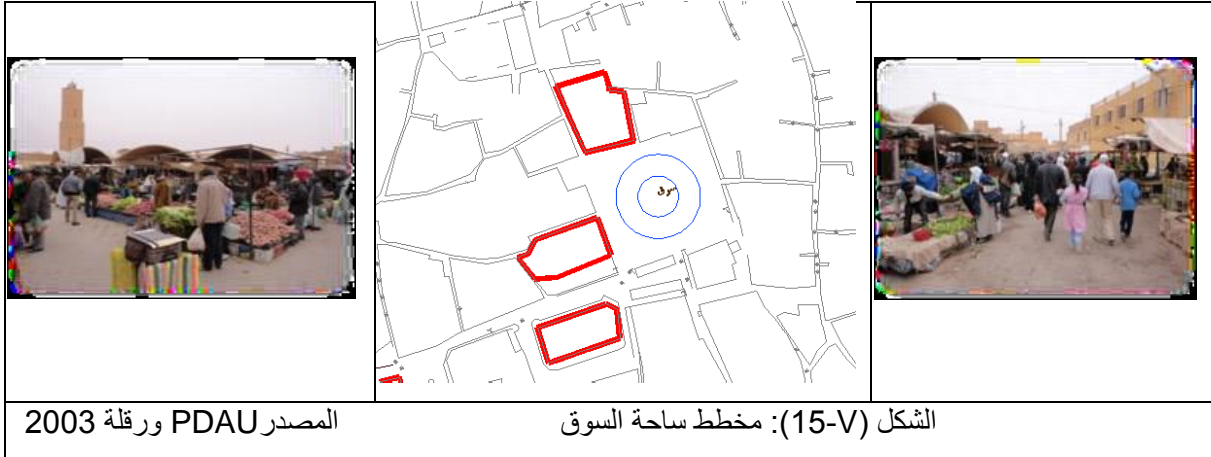 سوق
الشكل (V-15): مخطط ساحة السوق
المصدر PDAU ورقلة 2003